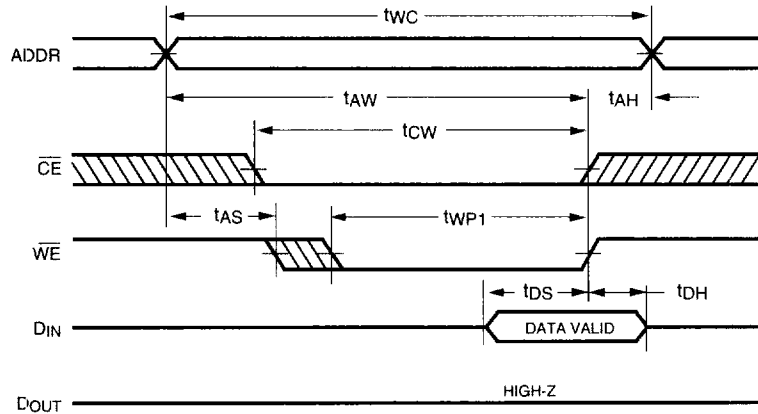 tWC
ADDR
tAW
tAH
tCW
CE
tAS
tWP1
WE
tDS
tDH
DIN
DATA VALID
HIGH-Z
DOUT